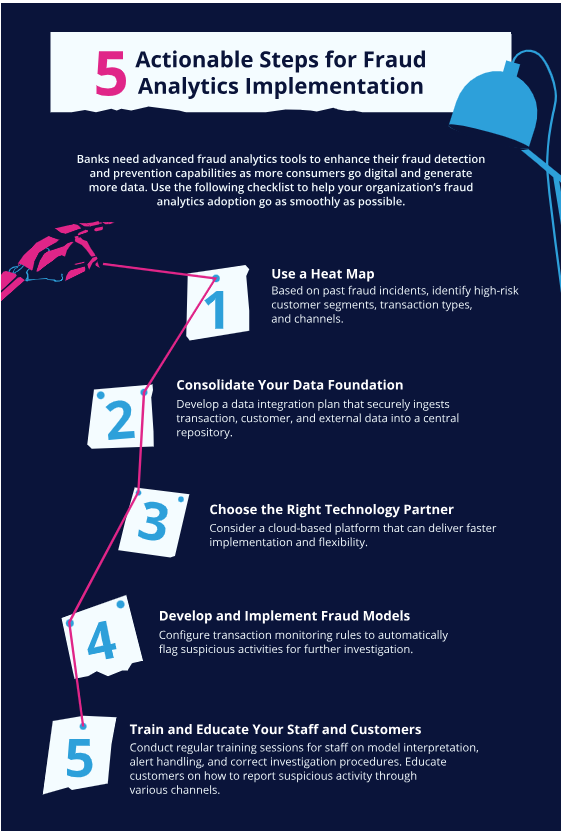 5 Actionable Steps for Fraud
Analytics Implementation
Banks need advanced fraud analytics tools to enhance their fraud detection
and prevention capabilities as more consumers go digital and generate
more data. Use the following checklist to help your organization’s fraud
analytics adoption go as smoothly as possible.
1
Use a Heat Map
Based on past fraud incidents, identify high-risk
customer segments, transaction types,
and channels.
2
Consolidate Your Data Foundation
Develop a data integration plan that securely ingests
transaction, customer, and external data into a central
repository.
3
Choose the Right Technology Partner
Consider a cloud-based platform that can deliver faster
implementation and flexibility.
4
Develop and Implement Fraud Models
Configure transaction monitoring rules to automatically
flag suspicious activities for further investigation.
5
Train and Educate Your Staff and Customers
Conduct regular training sessions for staff on model interpretation,
alert handling, and correct investigation procedures. Educate
customers on how to report suspicious activity through
various channels.